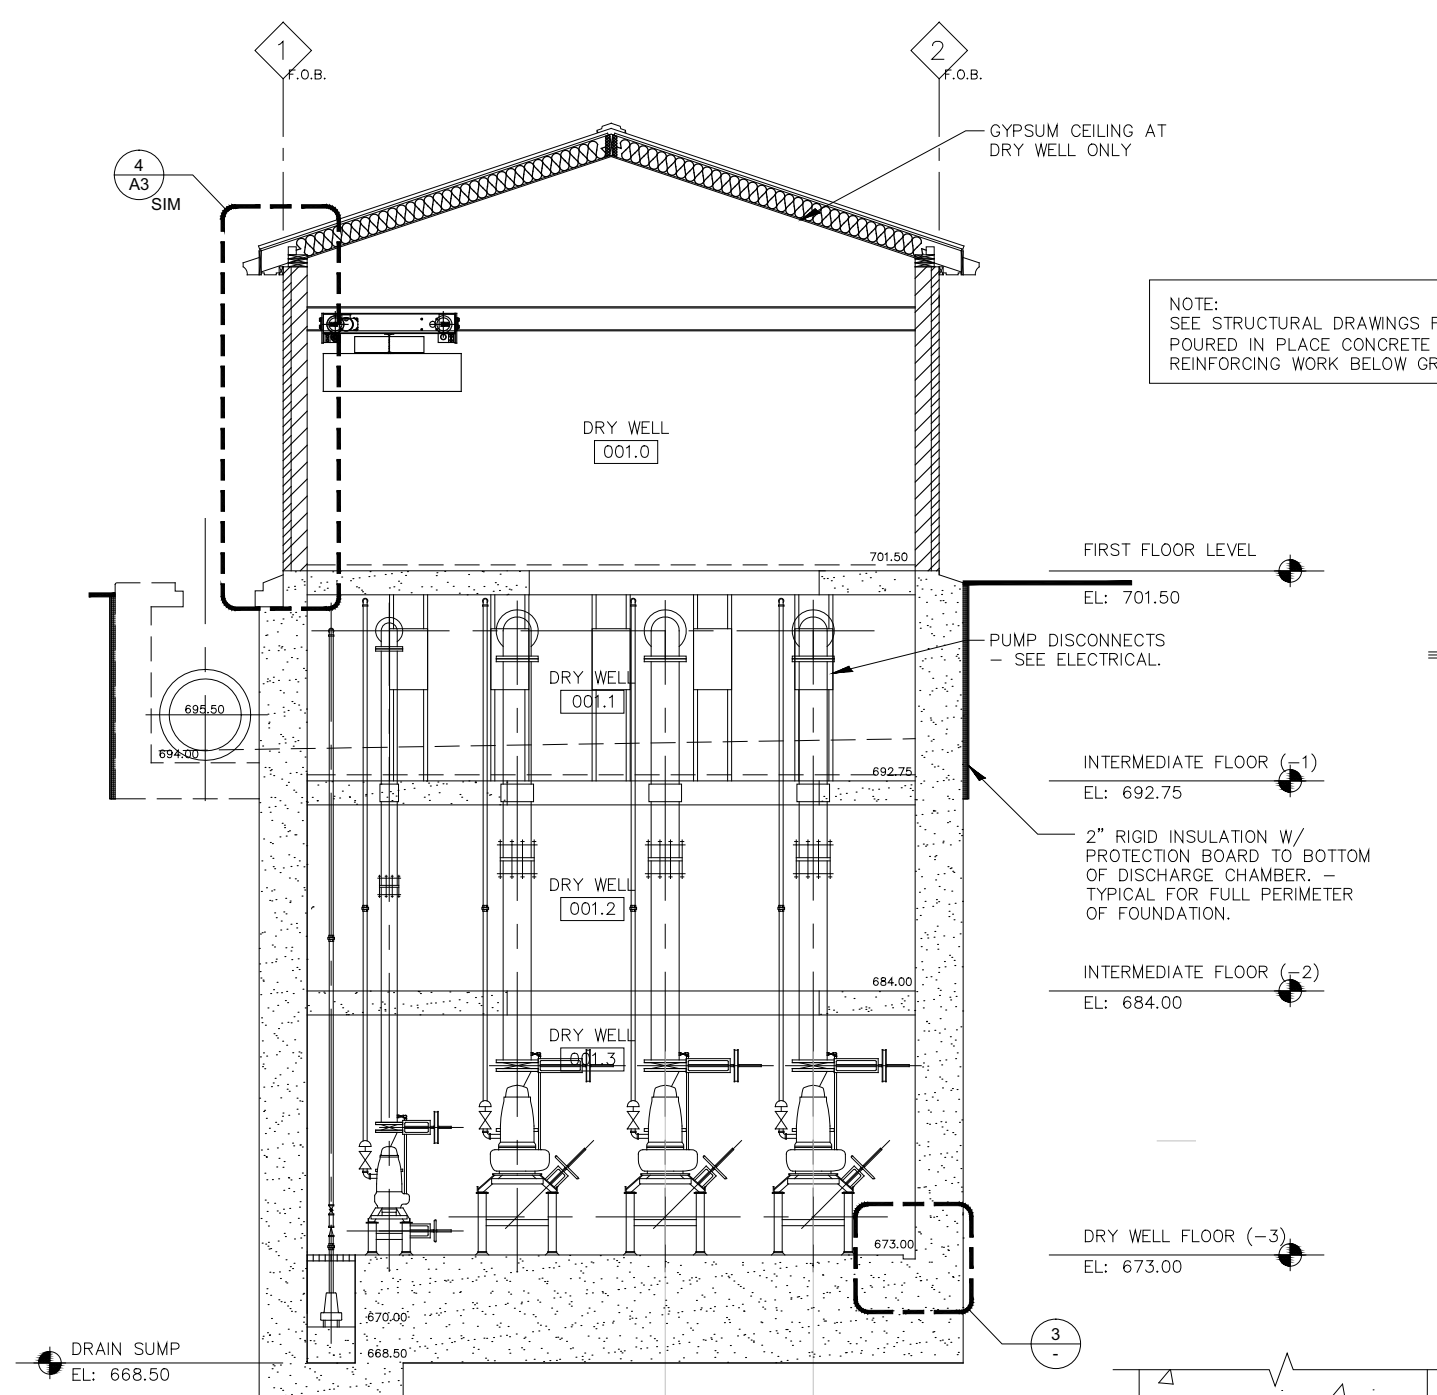 1
F.O.B.
2
F.O.B.
4
A3
SIM
GYPSUM CEILING AT
DRY WELL ONLY
NOTE:
SEE STRUCTURAL DRAWINGS
POURED IN PLACE CONCRETE
REINFORCING WORK BELOW
DRY WELL
001.0
701.50
FIRST FLOOR LEVEL
EL: 701.50
PUMP DISCONNECTS
– SEE ELECTRICAL.
DRY WELL
001.1
695.50
694.00
692.75
INTERMEDIATE FLOOR (–1)
EL: 692.75
2" RIGID INSULATION W/
PROTECTION BOARD TO BOTTOM
OF DISCHARGE CHAMBER. –
TYPICAL FOR FULL PERIMETER
OF FOUNDATION.
DRY WELL
001.2
684.00
INTERMEDIATE FLOOR (–2)
EL: 684.00
DRY WELL
001.3
673.00
DRY WELL FLOOR (–3)
EL: 673.00
670.00
668.50
3
-
DRAIN SUMP
EL: 668.50